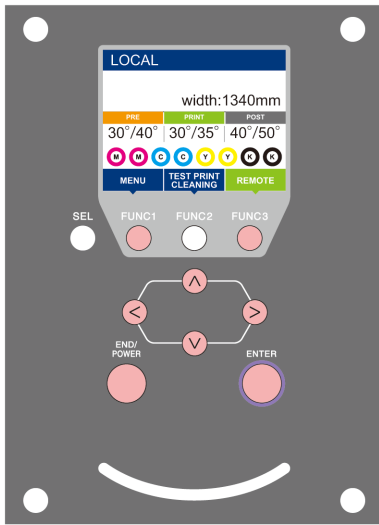 LOCAL
width:1340mm
PRE PRINT POST
30°/40° 30°/35° 40°/50°
M M C C Y Y K K
MENU TEST PRINT CLEANING REMOTE
SEL FUNC1 FUNC2 FUNC3
< ∧ > ∨
END/
POWER
ENTER